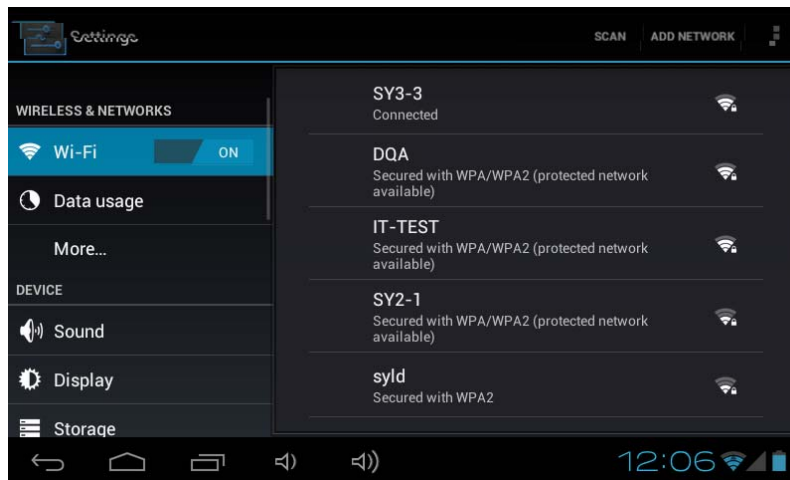 Settings
SCAN
ADD NETWORK
WIRELESS & NETWORKS
Wi-Fi
ON
Data usage
More...
DEVICE
Sound
Display
Storage
SY3-3
Connected
DQA
Secured with WPA/WPA2 (protected network
available)
IT-TEST
Secured with WPA/WPA2 (protected network
available)
SY2-1
Secured with WPA/WPA2 (protected network
available)
syld
Secured with WPA2
12:06